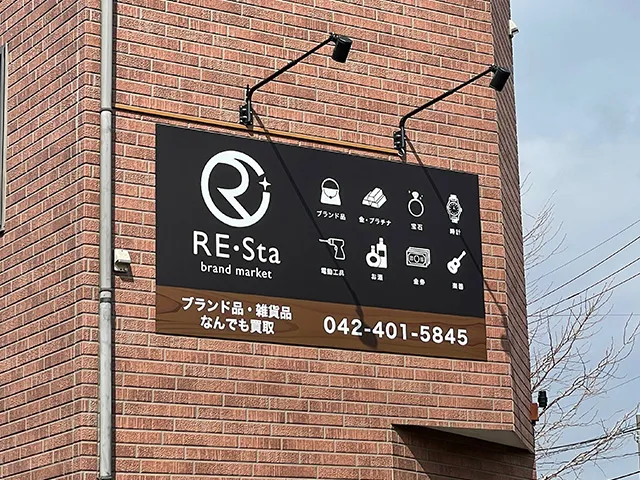 R
RE・Sta
brand market
ブランド品
金・プラチナ
宝石
時計
電動工具
お酒
金券
楽器
ブランド品・雑貨品
なんでも買取
042-401-5845